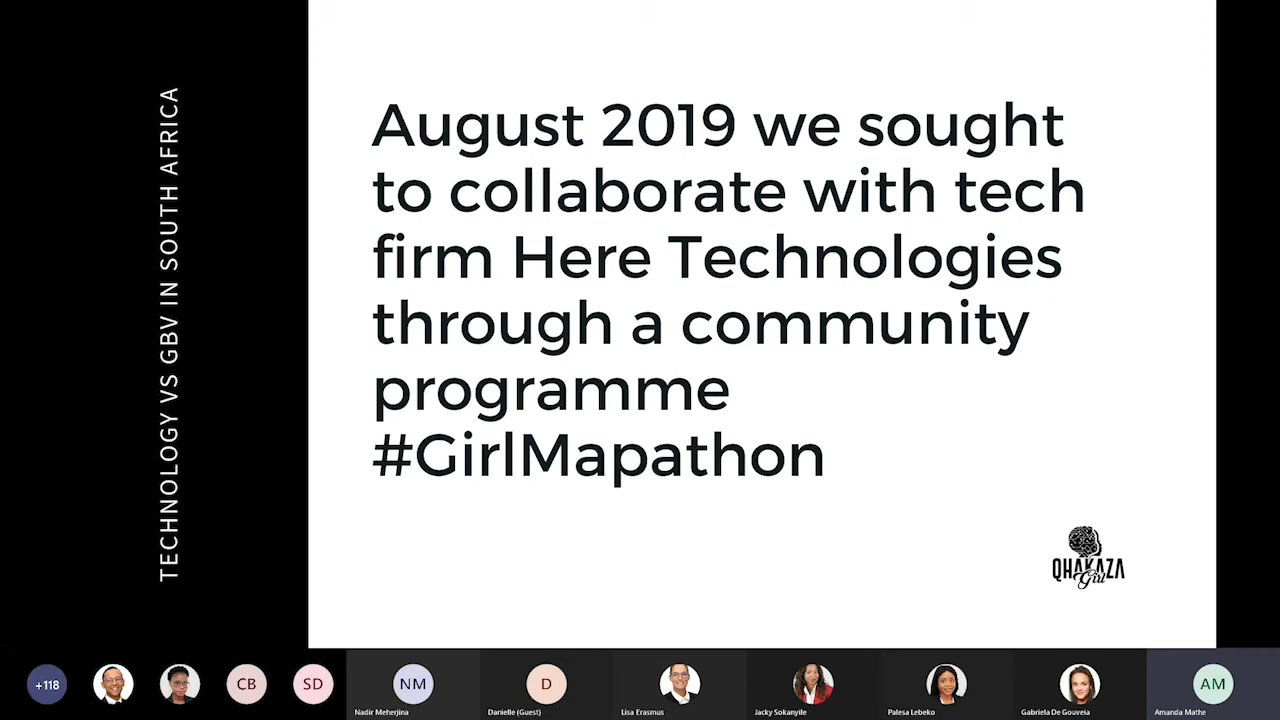 TECHNOLOGY VS GBV IN SOUTH AFRICA
August 2019 we sought
to collaborate with tech
firm Here Technologies
through a community
programme
#GirlMapathon
QHAKAZA
Girl
+118
CB
SD
NM
Nadir Meherjina
D
Danielle (Guest)
Lisa Erasmus
Jacky Sokanyile
Palesa Lebeko
Gabriela De Gouveia
AM
Amanda Mathe